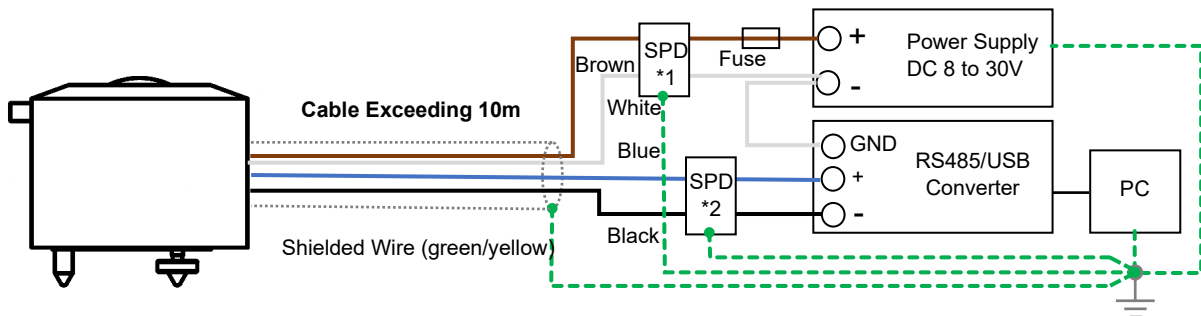 SPD
*1
Fuse
+
-
Power Supply
DC 8 to 30V
Brown
White
Cable Exceeding 10m
Blue
GND
+
-
RS485/USB
Converter
PC
SPD
*2
Black
Shielded Wire (green/yellow)